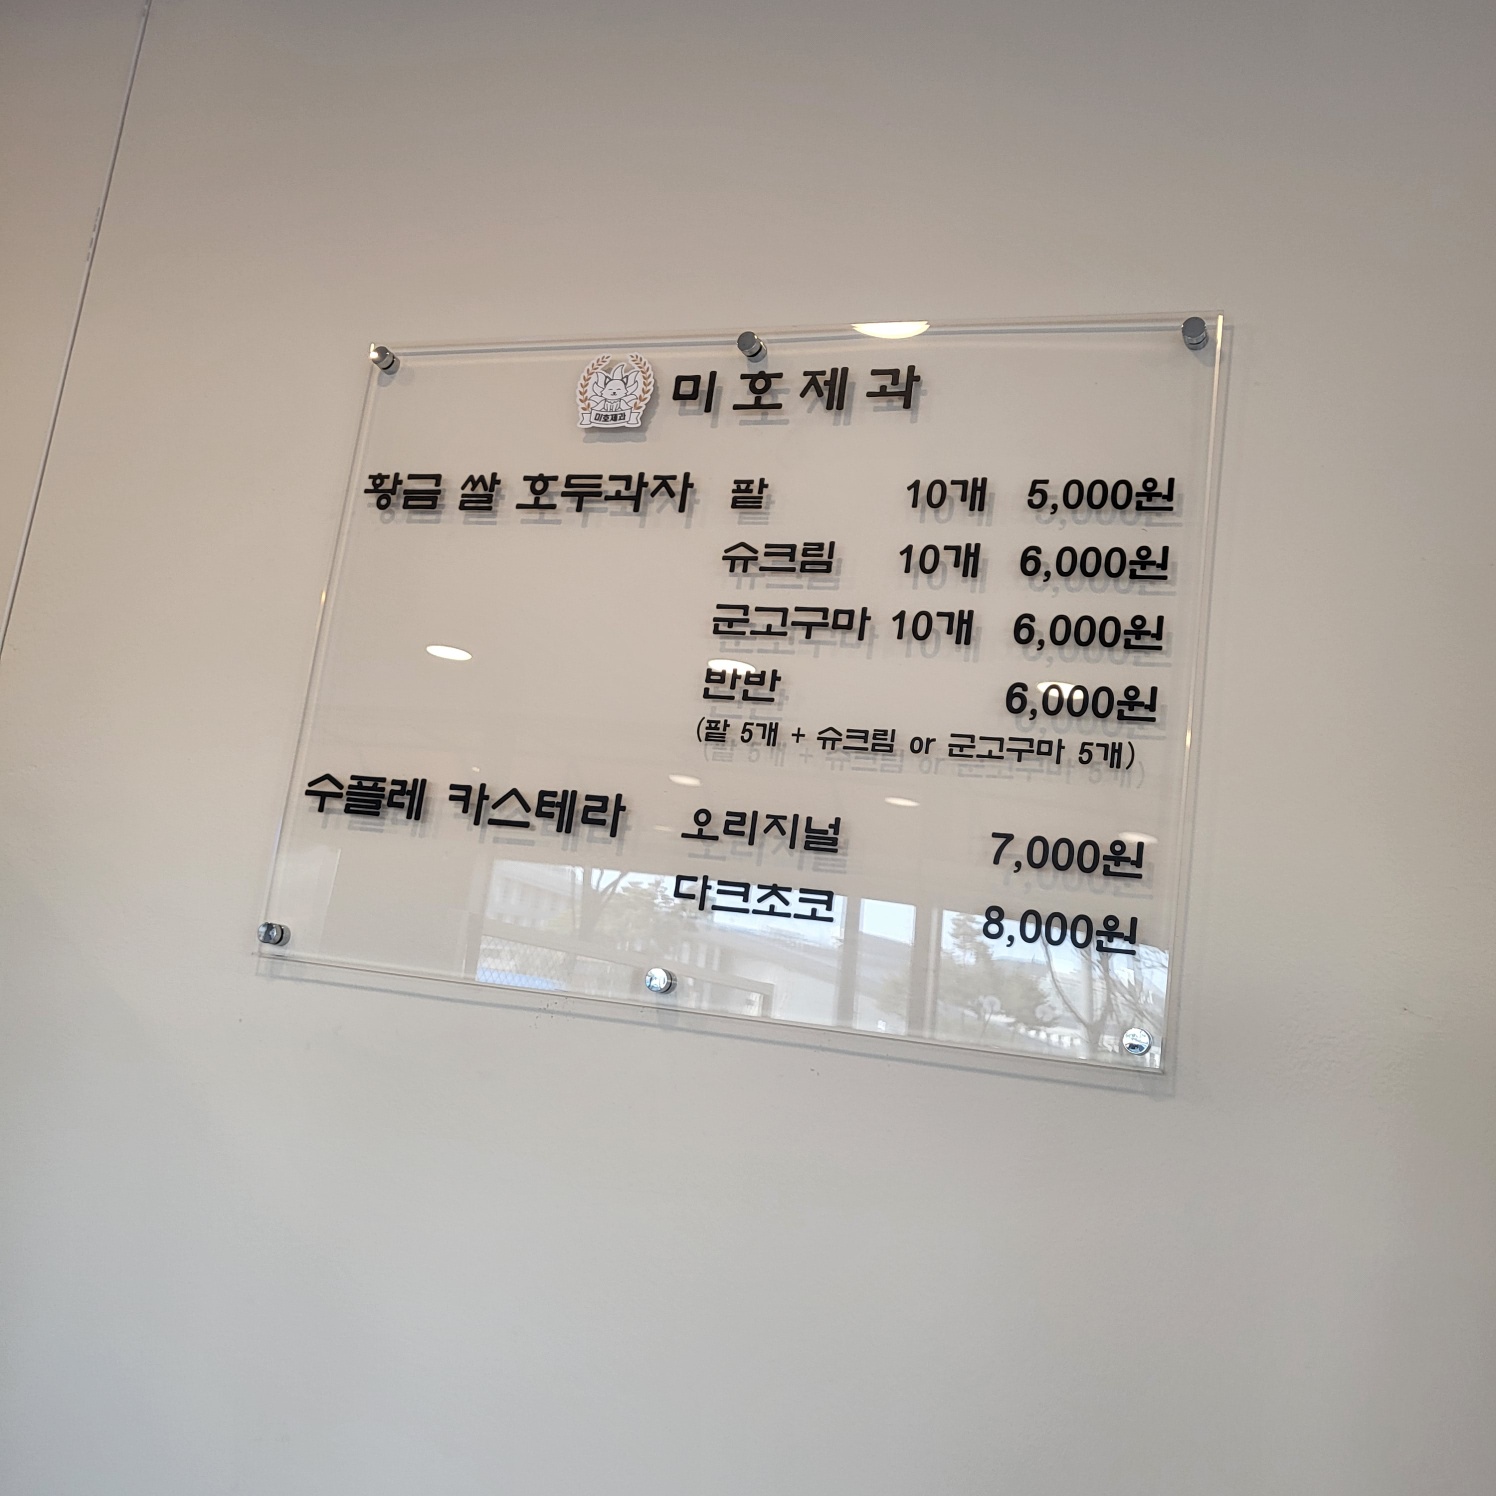 미호제과
미호제과
황금 쌀 호두과자 팥 10개 5,000원
슈크림 10개 6,000원
군고구마 10개 6,000원
반반 6,000원
(팥 5개 + 슈크림 or 군고구마 5개)
수플레 카스테라 오리지널 7,000원
다크초코 8,000원